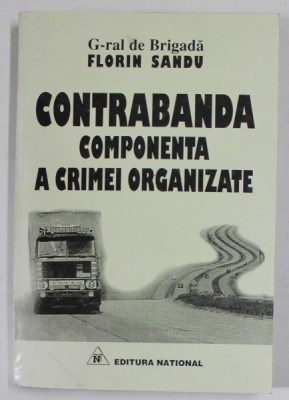 G-ral de Brigadă
FLORIN SANDU
CONTRABANDA
COMPONENTA
A CRIMEI ORGANIZATE
N
EDITURA NATIONAL